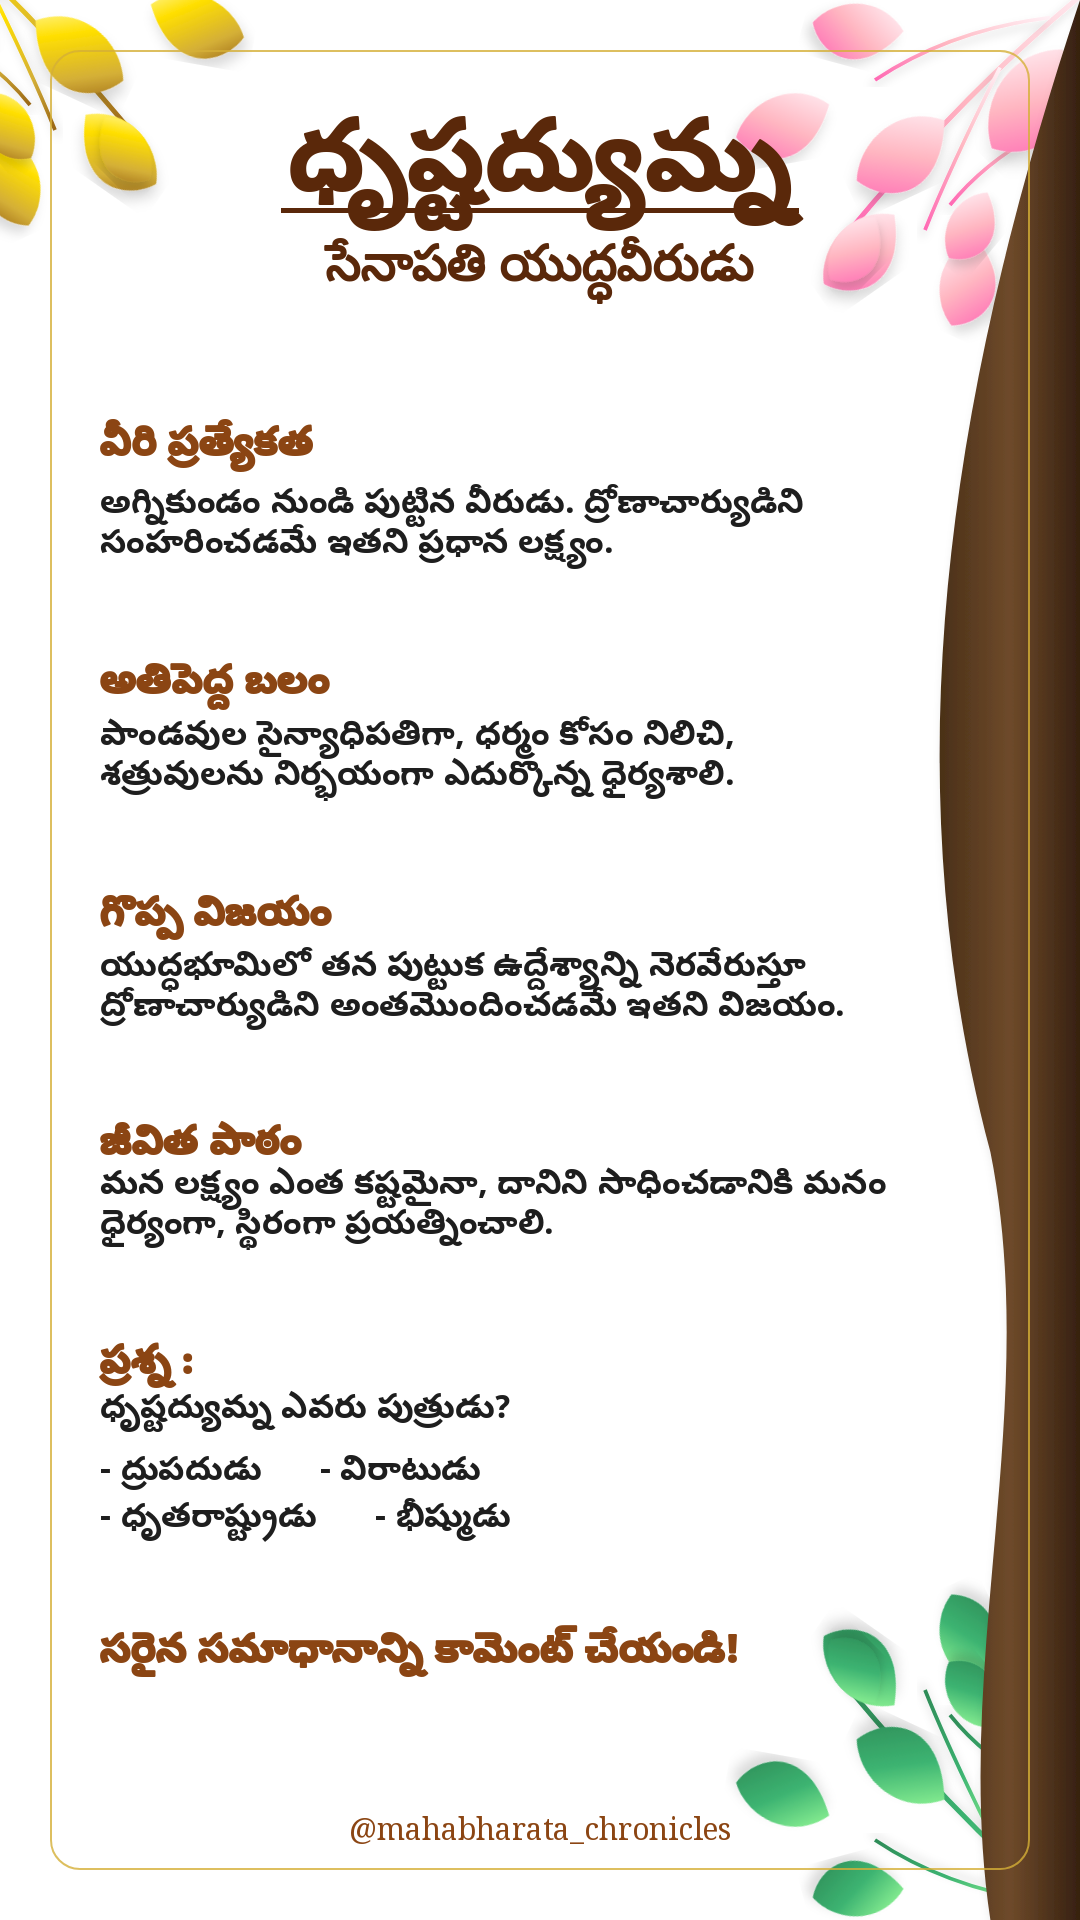 ధృష్టద్యుమ్న
సేనాపతి యుద్ధవీరుడు
వీరి ప్రత్యేకత
అగ్నికుండం నుండి పుట్టిన వీరుడు. ద్రోణాచార్యుడిని
సంహరించడమే ఇతని ప్రధాన లక్ష్యం.
అతిపెద్ద బలం
పాండవుల సైన్యాధిపతిగా, ధర్మం కోసం నిలిచి,
శత్రువులను నిర్భయంగా ఎదుర్కొన్న ధైర్యశాలి.
గొప్ప విజయం
యుద్ధభూమిలో తన పుట్టుక ఉద్దేశ్యాన్ని నెరవేరుస్తూ
ద్రోణాచార్యుడిని అంతమొందించడమే ఇతని విజయం.
జీవిత పాఠం
మన లక్ష్యం ఎంత కష్టమైనా, దానిని సాధించడానికి మనం
ధైర్యంగా, స్థిరంగా ప్రయత్నించాలి.
ప్రశ్న :
ధృష్టద్యుమ్న ఎవరు పుత్రుడు?
- ద్రుపదుడు - విరాటుడు
- ధృతరాష్ట్రుడు - భీష్ముడు
సరైన సమాధానాన్ని కామెంట్ చేయండి!
@mahabharata_chronicles